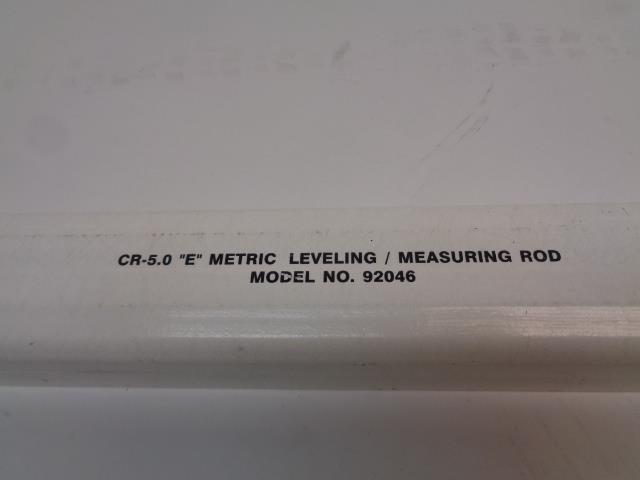 CR-5.0 "E" METRIC LEVELING / MEASURING ROD
MODEL NO. 92046